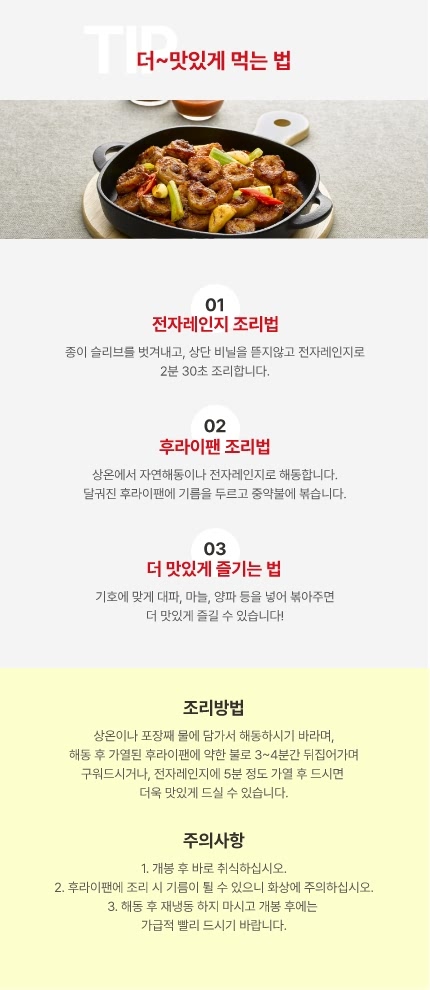 TIP
더~맛있게 먹는 법
01
전자레인지 조리법
종이 슬리브를 벗겨내고, 상단 비닐을 뜯지않고 전자레인지로
2분 30초 조리합니다.
02
후라이팬 조리법
상온에서 자연해동이나 전자레인지로 해동합니다.
달궈진 후라이팬에 기름을 두르고 중약불에 볶습니다.
03
더 맛있게 즐기는 법
기호에 맞게 대파, 마늘, 양파 등을 넣어 볶아주면
더 맛있게 즐길 수 있습니다!
조리방법
상온이나 포장째 물에 담가서 해동하시기 바라며,
해동 후 가열된 후라이팬에 약한 불로 3~4분간 뒤집어가며
구워드시거나, 전자레인지에 5분 정도 가열 후 드시면
더욱 맛있게 드실 수 있습니다.
주의사항
1. 개봉 후 바로 취식하십시오.
2. 후라이팬에 조리 시 기름이 튈 수 있으니 화상에 주의하십시오.
3. 해동 후 재냉동 하지 마시고 개봉 후에는
가급적 빨리 드시기 바랍니다.